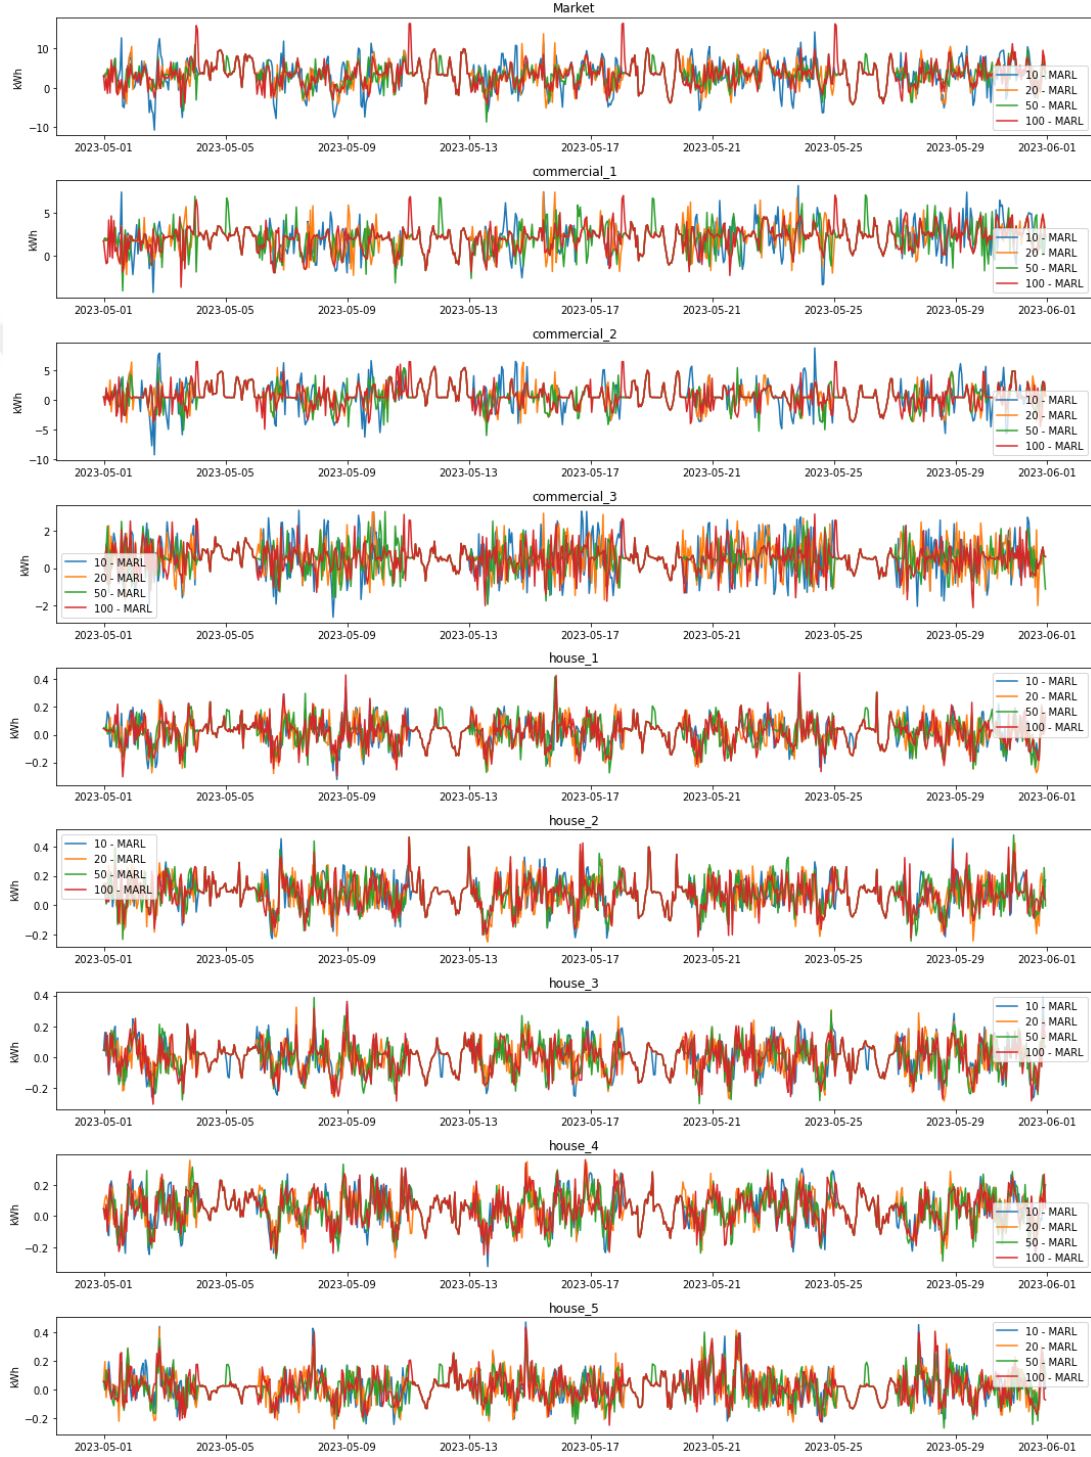 Market
kWh
10
0
−10
10 - MARL
20 - MARL
50 - MARL
100 - MARL
2023-05-01 2023-05-05 2023-05-09 2023-05-13 2023-05-17 2023-05-21 2023-05-25 2023-05-29 2023-06-01
commercial_1
kWh
5
0
10 - MARL
20 - MARL
50 - MARL
100 - MARL
2023-05-01 2023-05-05 2023-05-09 2023-05-13 2023-05-17 2023-05-21 2023-05-25 2023-05-29 2023-06-01
commercial_2
kWh
5
0
−5
−10
10 - MARL
20 - MARL
50 - MARL
100 - MARL
2023-05-01 2023-05-05 2023-05-09 2023-05-13 2023-05-17 2023-05-21 2023-05-25 2023-05-29 2023-06-01
commercial_3
kWh
2
0
−2
10 - MARL
20 - MARL
50 - MARL
100 - MARL
2023-05-01 2023-05-05 2023-05-09 2023-05-13 2023-05-17 2023-05-21 2023-05-25 2023-05-29 2023-06-01
house_1
kWh
0.4
0.2
0.0
−0.2
10 - MARL
20 - MARL
50 - MARL
100 - MARL
2023-05-01 2023-05-05 2023-05-09 2023-05-13 2023-05-17 2023-05-21 2023-05-25 2023-05-29 2023-06-01
house_2
kWh
0.4
0.2
0.0
−0.2
10 - MARL
20 - MARL
50 - MARL
100 - MARL
2023-05-01 2023-05-05 2023-05-09 2023-05-13 2023-05-17 2023-05-21 2023-05-25 2023-05-29 2023-06-01
house_3
kWh
0.4
0.2
0.0
−0.2
10 - MARL
20 - MARL
50 - MARL
100 - MARL
2023-05-01 2023-05-05 2023-05-09 2023-05-13 2023-05-17 2023-05-21 2023-05-25 2023-05-29 2023-06-01
house_4
kWh
0.2
0.0
−0.2
10 - MARL
20 - MARL
50 - MARL
100 - MARL
2023-05-01 2023-05-05 2023-05-09 2023-05-13 2023-05-17 2023-05-21 2023-05-25 2023-05-29 2023-06-01
house_5
kWh
0.4
0.2
0.0
−0.2
10 - MARL
20 - MARL
50 - MARL
100 - MARL
2023-05-01 2023-05-05 2023-05-09 2023-05-13 2023-05-17 2023-05-21 2023-05-25 2023-05-29 2023-06-01